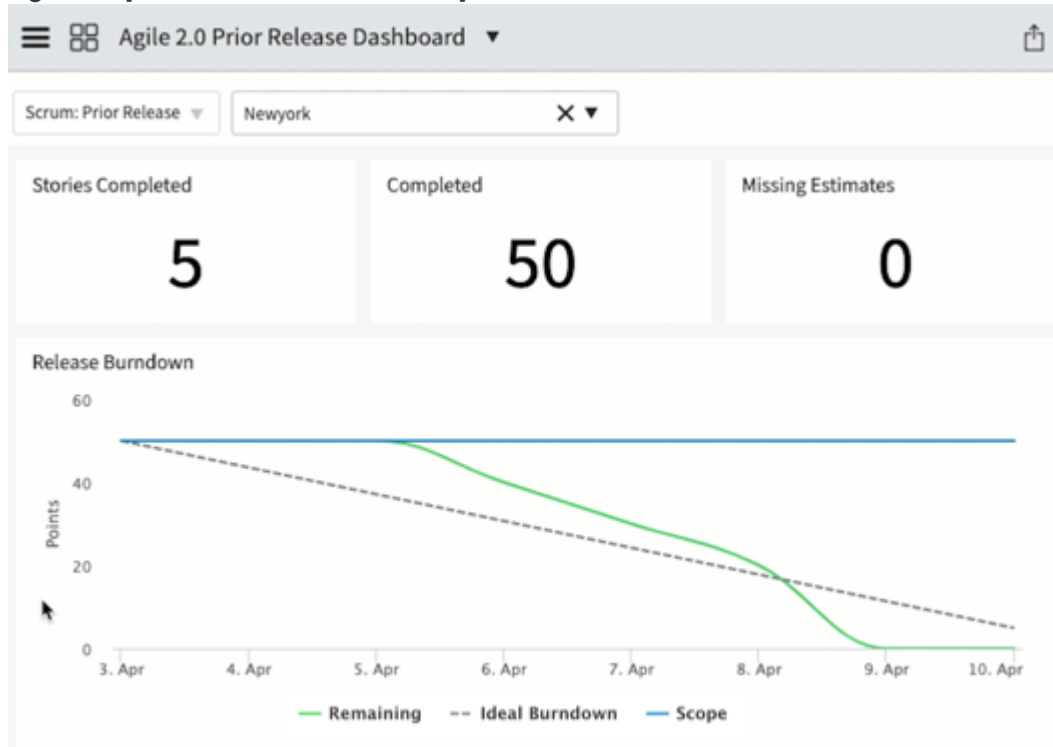 Agile 2.0 Prior Release Dashboard
Scrum: Prior Release
Newyork
Stories Completed
5
Completed
50
Missing Estimates
0
Release Burndown
60
40
20
0
Points
3. Apr
4. Apr
5. Apr
6. Apr
7. Apr
8. Apr
9. Apr
10. Apr
Remaining
Ideal Burndown
Scope